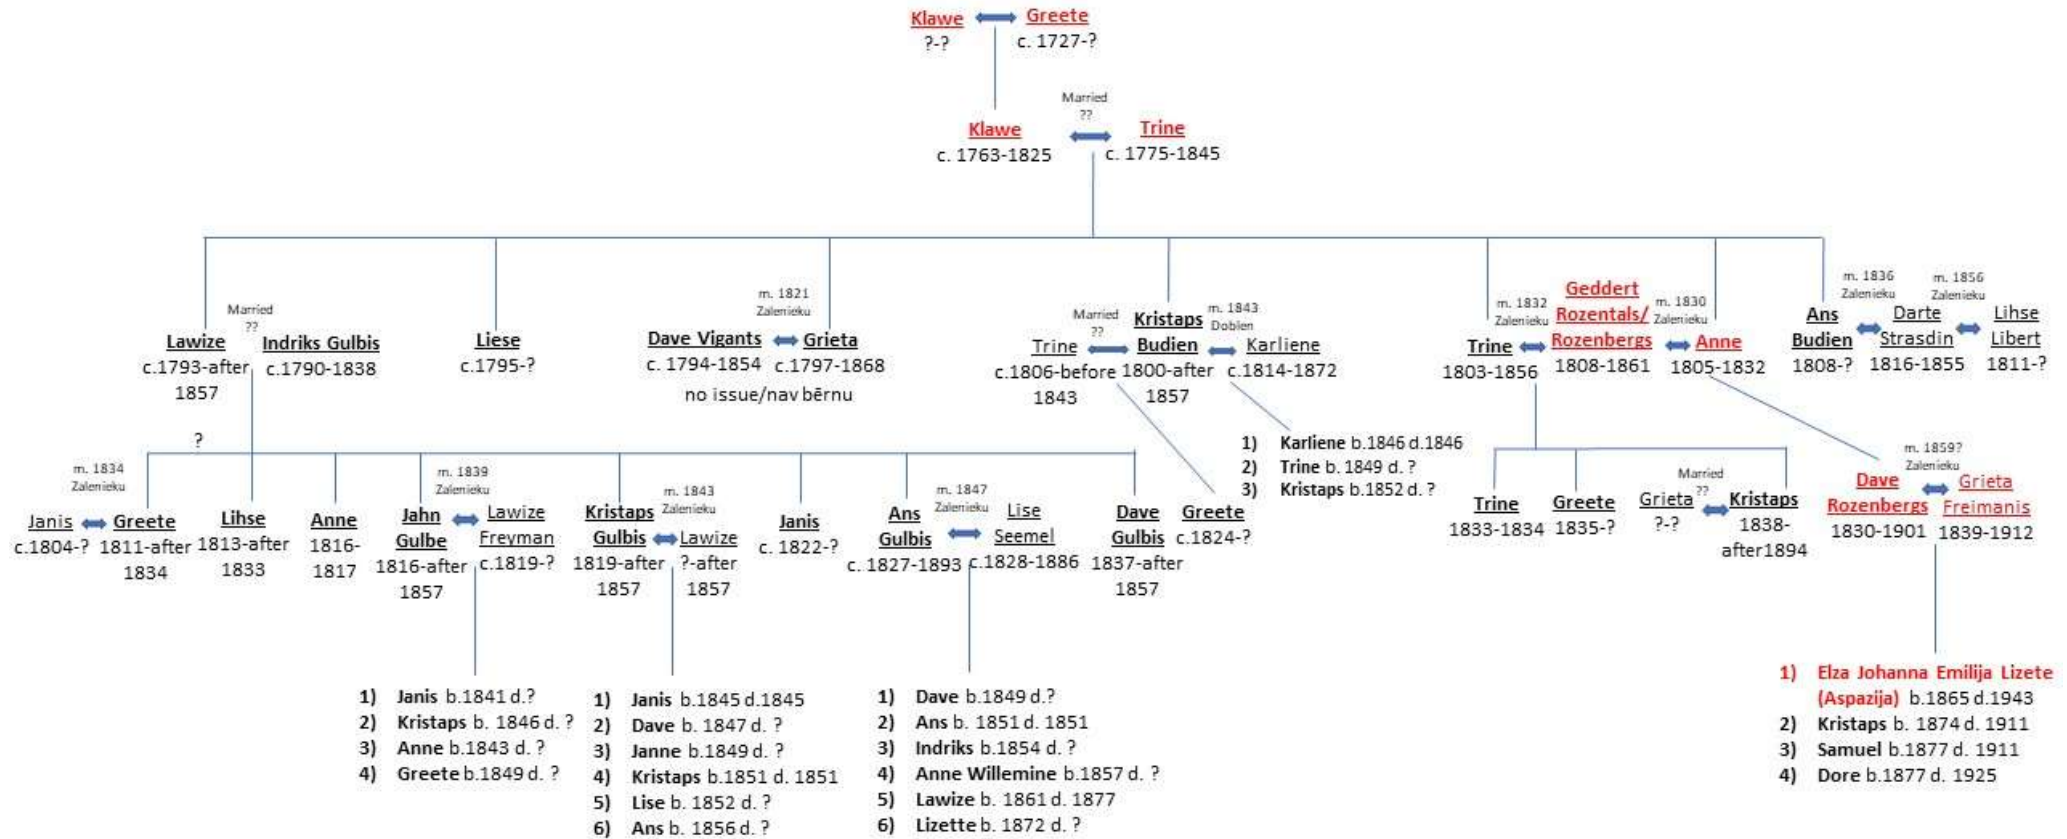 Klawe Greete
?-? c. 1727-?
Married
??
Klawe Trine
c. 1763-1825 c. 1775-1845
Married
??
Lawize Indriks Gulbis
c.1793-after c.1790-1838
1857
Liese
c.1795-?
m. 1821
Zalenieku
Dave Vigants Grieta
c. 1794-1854 c.1797-1868
no issue/nav bērnu
Married
??
Trine
c.1806-before
1843
Kristaps
Budien
1800-after
1857
m. 1843
Doblen
Karliene
c.1814-1872
m. 1832
Zalenieku
Trine
1803-1856
Geddert
Rozentals/
Rozenbergs
1808-1861
m. 1830
Zalenieku
Anne
1805-1832
Ans
Budien
1808-?
m. 1836
Zalenieku
Darte
Strasdin
1816-1855
m. 1856
Zalenieku
Lihse
Libert
1811-?
?
m. 1834
Zalenieku
Janis
c.1804-?
Greete
1811-after
1834
Lihse
1813-after
1833
Anne
1816-
1817
Jahn
Gulbe
1816-after
1857
m. 1839
Zalenieku
Lawize
Freyman
c.1819-?
Kristaps
Gulbis
1819-after
1857
m. 1843
Zalenieku
Lawize
?-after
1857
Janis
c. 1822-?
Ans
Gulbis
c. 1827-1893
m. 1847
Zalenieku
Lise
Seemel
c.1828-1886
Dave
Gulbis
1837-after
1857
Greete
c.1824-?
1) Karliene b.1846 d.1846
2) Trine b. 1849 d. ?
3) Kristaps b.1852 d. ?
Trine
1833-1834
Greete
1835-?
Married
??
Grieta
?-?
Kristaps
1838-
after1894
m. 1859?
Zalenieku
Dave
Rozenbergs
1830-1901
Grieta
Freimanis
1839-1912
1) Janis b.1841 d.?
2) Kristaps b. 1846 d. ?
3) Anne b.1843 d. ?
4) Greete b.1849 d. ?
1) Janis b.1845 d.1845
2) Dave b. 1847 d. ?
3) Janne b.1849 d. ?
4) Kristaps b.1851 d. 1851
5) Lise b. 1852 d. ?
6) Ans b. 1856 d. ?
1) Dave b.1849 d.?
2) Ans b. 1851 d. 1851
3) Indriks b.1854 d. ?
4) Anne Willemine b.1857 d. ?
5) Lawize b. 1861 d. 1877
6) Lizette b. 1872 d. ?
1) Elza Johanna Emilija Lizete
(Aspazija) b.1865 d.1943
2) Kristaps b. 1874 d. 1911
3) Samuel b.1877 d. 1911
4) Dore b.1877 d. 1925